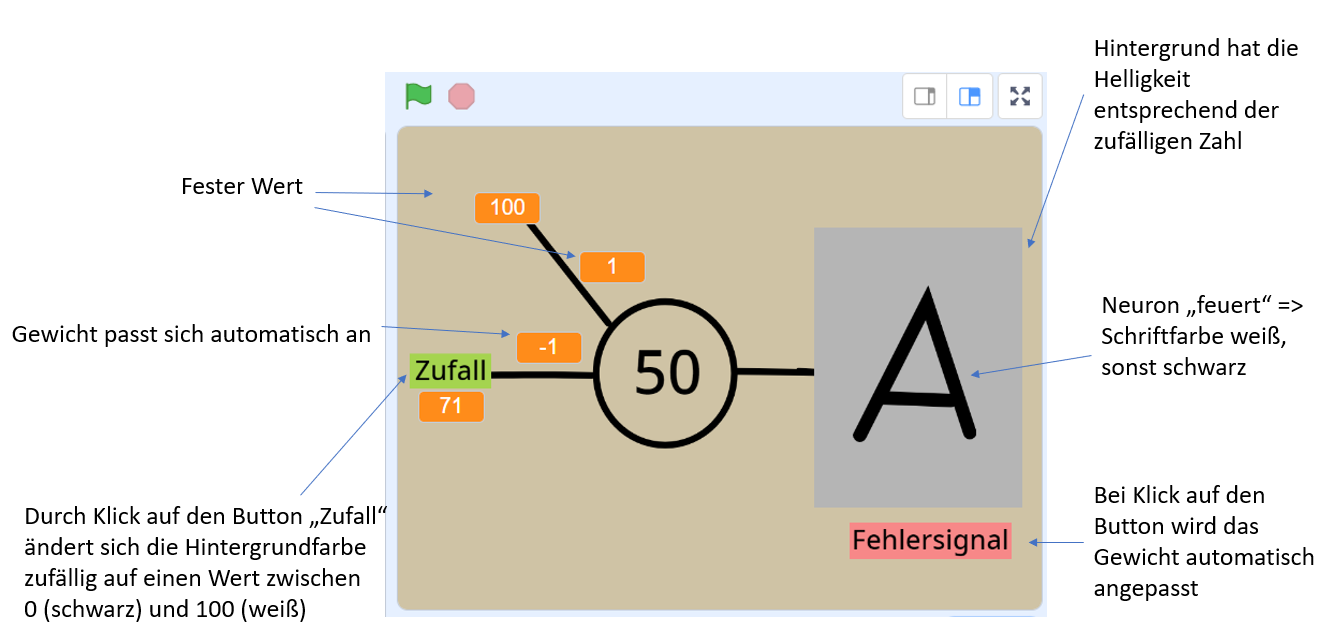 Hintergrund hat die
Helligkeit
entsprechend der
zufälligen Zahl
Fester Wert
100
1
Gewicht passt sich automatisch an
-1
Zufall
71
50
A
Neuron „feuert“ =>
Schriftfarbe weiß,
sonst schwarz
Durch Klick auf den Button „Zufall“
ändert sich die Hintergrundfarbe
zufällig auf einen Wert zwischen
0 (schwarz) und 100 (weiß)
Fehlersignal
Bei Klick auf den
Button wird das
Gewicht automatisch
angepasst